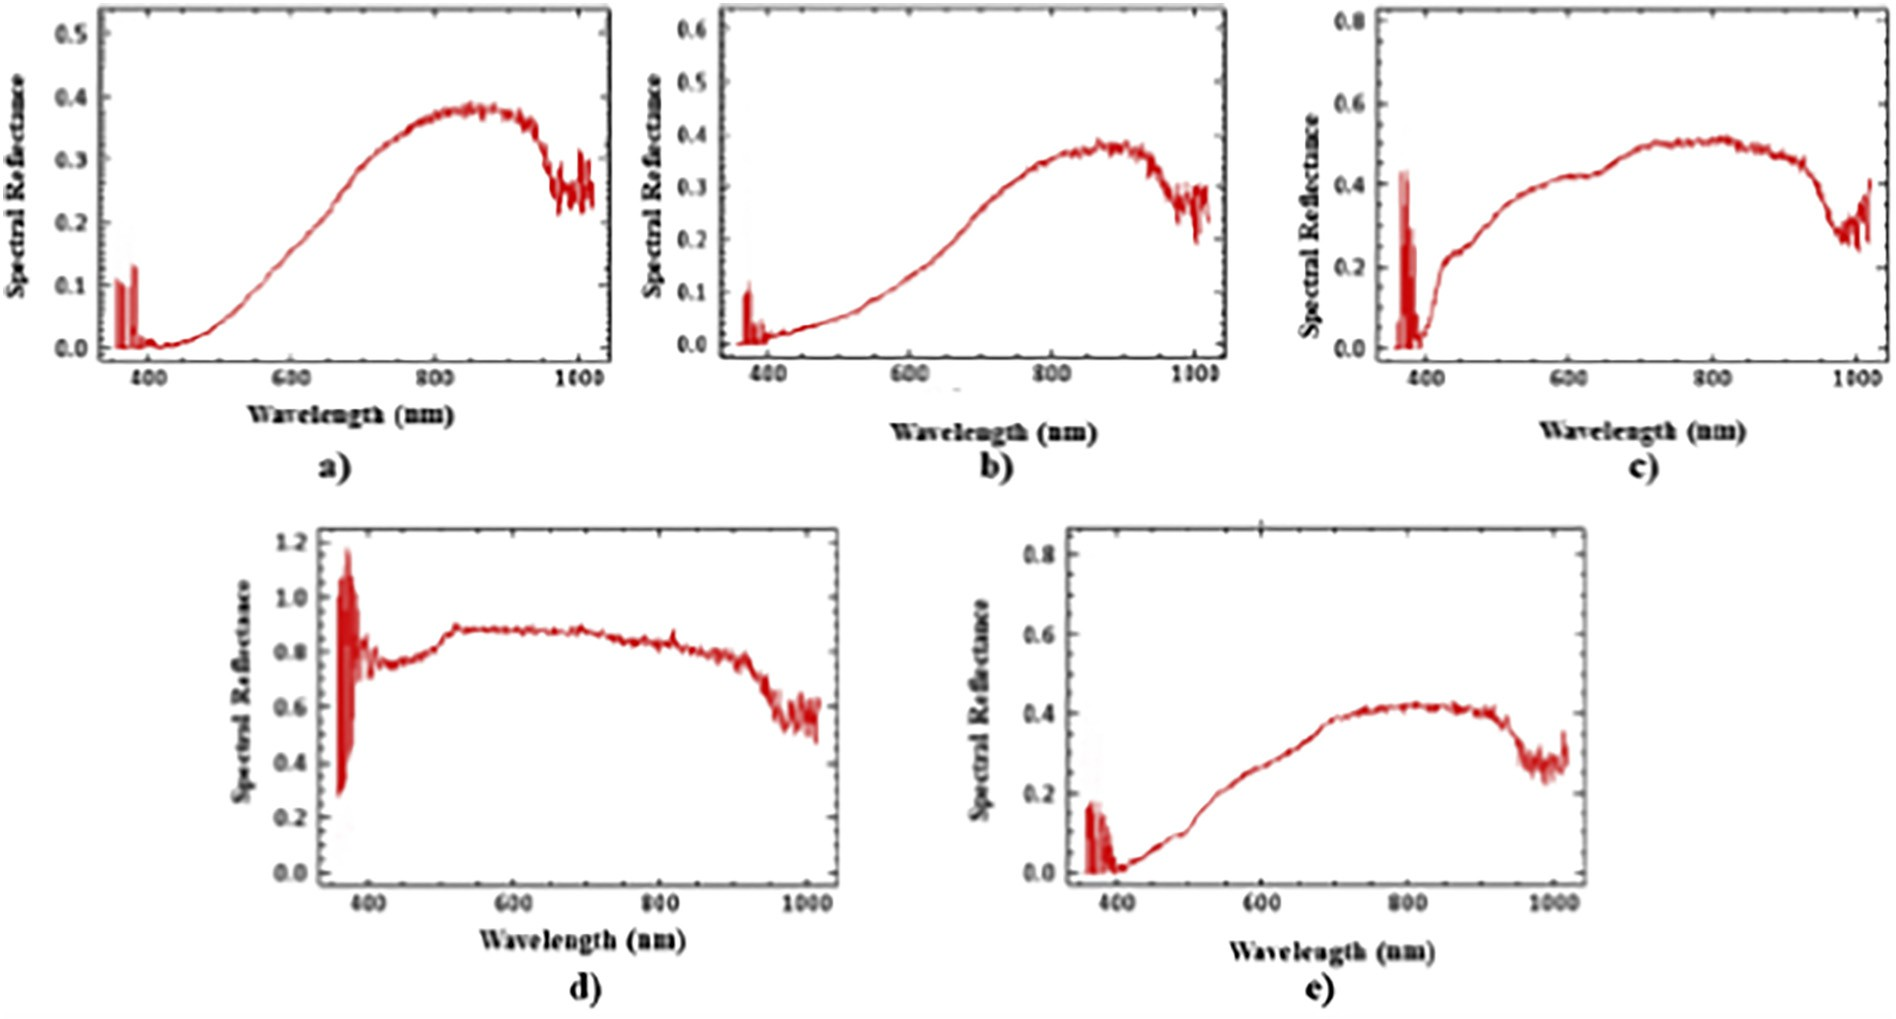 0.5
0.4
0.3
0.2
0.1
0.0
Spectral Reflectance
400 600 800 1000
Wavelength (nm)
a)
0.6
0.5
0.4
0.3
0.2
0.1
0.0
Spectral Reflectance
400 600 800 1000
Wavelength (nm)
b)
0.8
0.6
0.4
0.2
0.0
Spectral Reflectance
400 600 800 1000
Wavelength (nm)
c)
1.2
1.0
0.8
0.6
0.4
0.2
0.0
Spectral Reflectance
400 600 800 1000
Wavelength (nm)
d)
0.8
0.6
0.4
0.2
0.0
Spectral Reflectance
400 600 800 1000
Wavelength (nm)
e)